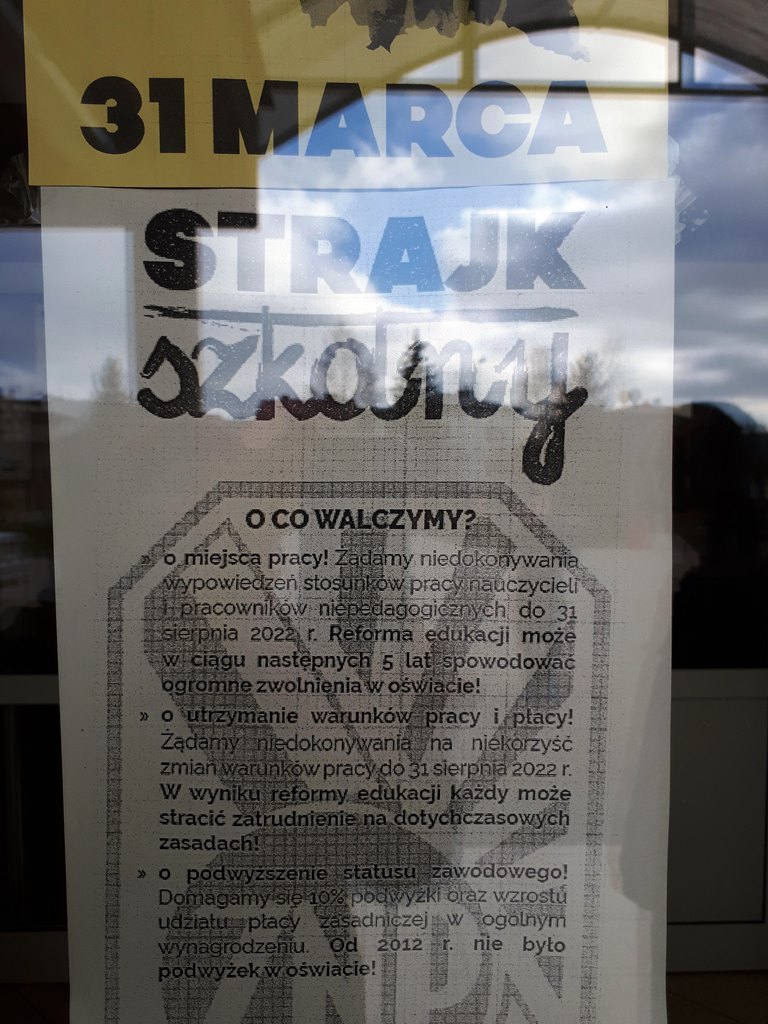 31 MARCA
STRAJK
szkolny
O CO WALCZYMY?
» o miejsca pracy! Żądamy niedokonywania
wypowiedzeń stosunków pracy nauczycieli
i pracowników niepedagogicznych do 31
sierpnia 2022 r. Reforma edukacji może
w ciągu następnych 5 lat spowodować
ogromne zwolnienia w oświacie!
» o utrzymanie warunków pracy i płacy!
Żądamy niedokonywania na niekorzyść
zmian warunków pracy do 31 sierpnia 2022 r.
W wyniku reformy edukacji każdy może
stracić zatrudnienie na dotychczasowych
zasadach!
» o podwyższenie statusu zawodowego!
Domagamy się 10% podwyżki oraz wzrostu
udziału płacy zasadniczej w ogólnym
wynagrodzeniu. Od 2012 r. nie było
podwyżek w oświacie!